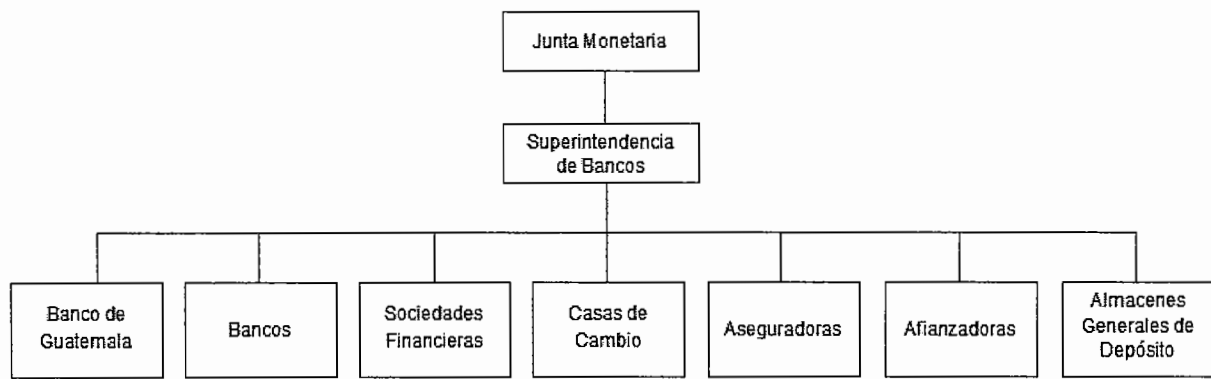 Junta Monetaria
Superintendencia
de Bancos
Banco de
Guatemala
Bancos
Sociedades
Financieras
Casas de
Cambio
Aseguradoras
Afianzadoras
Almacenes
Generales de
Depósito